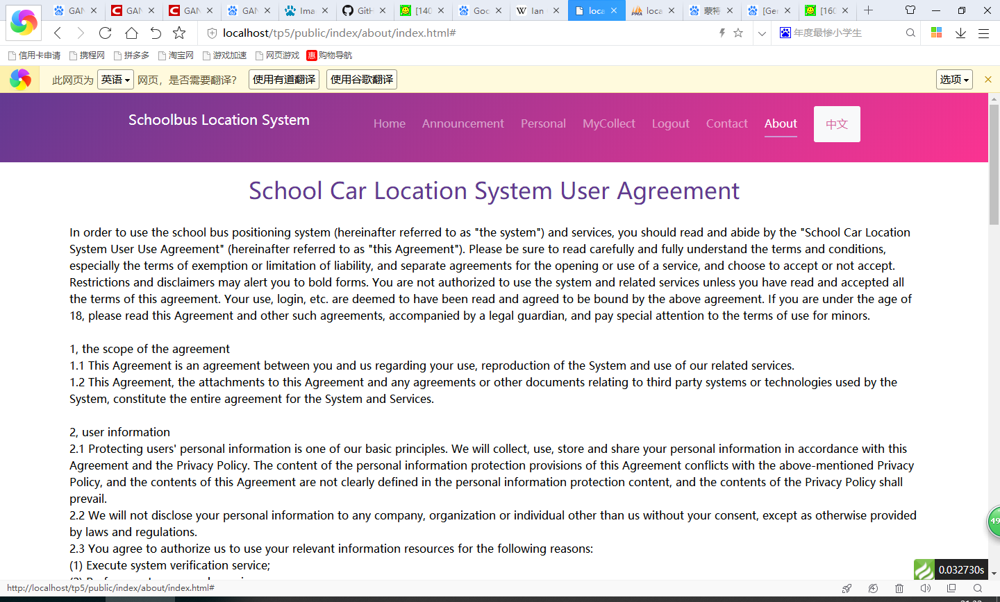 GAN
GAN
GAN
GAN
Ima
GitH
[140
Goo
Ian
loca
loca
蒙特
[Ger
[160
localhost/tp5/public/index/about/index.html#
年度最惨小学生
信用卡申请 携程网 拼多多 淘宝网 游戏加速 网页游戏 惠 购物导航
此网页为 英语 网页，是否需要翻译？ 使用有道翻译 使用谷歌翻译 选项
Schoolbus Location System
Home Announcement Personal MyCollect Logout Contact About 中文
School Car Location System User Agreement
In order to use the school bus positioning system (hereinafter referred to as "the system") and services, you should read and abide by the "School Car Location
System User Use Agreement" (hereinafter referred to as "this Agreement"). Please be sure to read carefully and fully understand the terms and conditions,
especially the terms of exemption or limitation of liability, and separate agreements for the opening or use of a service, and choose to accept or not accept.
Restrictions and disclaimers may alert you to bold forms. You are not authorized to use the system and related services unless you have read and accepted all
the terms of this agreement. Your use, login, etc. are deemed to have been read and agreed to be bound by the above agreement. If you are under the age of
18, please read this Agreement and other such agreements, accompanied by a legal guardian, and pay special attention to the terms of use for minors.
1, the scope of the agreement
1.1 This Agreement is an agreement between you and us regarding your use, reproduction of the System and use of our related services.
1.2 This Agreement, the attachments to this Agreement and any agreements or other documents relating to third party systems or technologies used by the
System, constitute the entire agreement for the System and Services.
2, user information
2.1 Protecting users' personal information is one of our basic principles. We will collect, use, store and share your personal information in accordance with this
Agreement and the Privacy Policy. The content of the personal information protection provisions of this Agreement conflicts with the above-mentioned Privacy
Policy, and the contents of this Agreement are not clearly defined in the personal information protection content, and the contents of the Privacy Policy shall
prevail.
2.2 We will not disclose your personal information to any company, organization or individual other than us without your consent, except as otherwise provided
by laws and regulations.
2.3 You agree to authorize us to use your relevant information resources for the following reasons:
(1) Execute system verification service;
49
0.032730s
http://localhost/tp5/public/index/about/index.html#